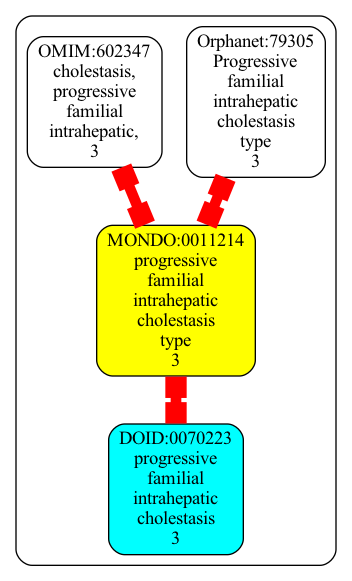 OMIM:602347
cholestasis,
progressive
familial
intrahepatic,
3
Orphanet:79305
Progressive
familial
intrahepatic
cholestasis
type
3
MONDO:0011214
progressive
familial
intrahepatic
cholestasis
type
3
DOID:0070223
progressive
familial
intrahepatic
cholestasis
3